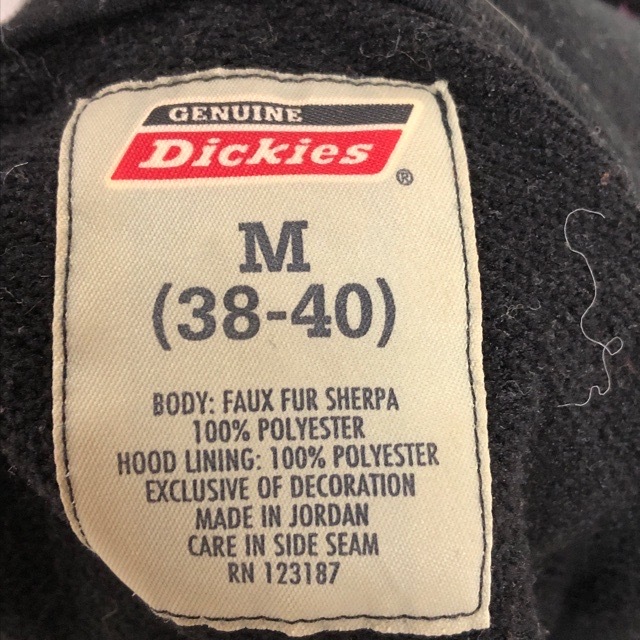 GENUINE
Dickies®
M
(38-40)
BODY: FAUX FUR SHERPA
100% POLYESTER
HOOD LINING: 100% POLYESTER
EXCLUSIVE OF DECORATION
MADE IN JORDAN
CARE IN SIDE SEAM
RN 123187